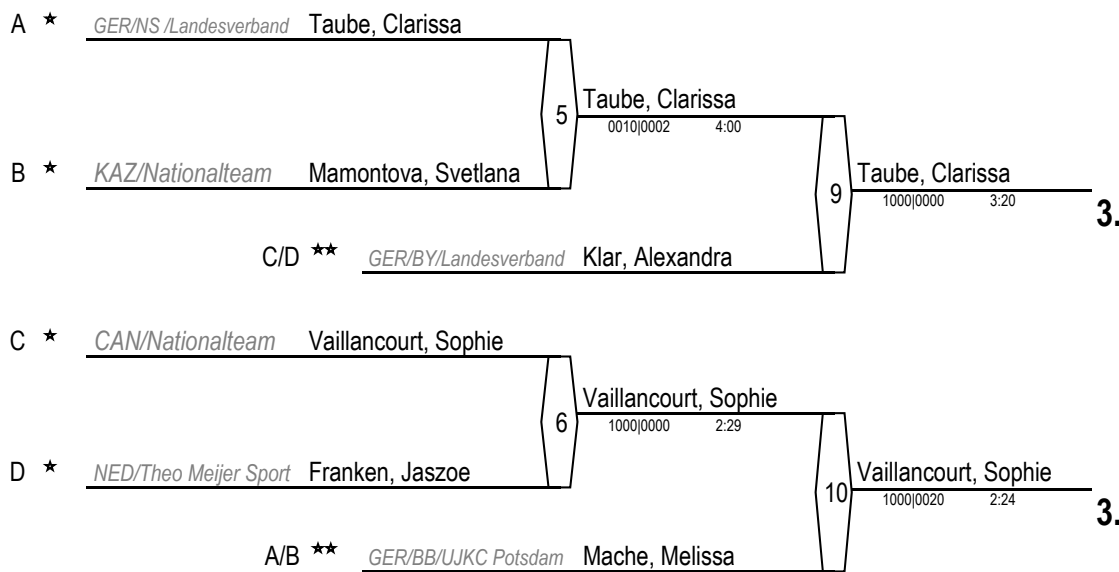 A ★ GER/NS /Landesverband Taube, Clarissa
5 Taube, Clarissa
0010|0002 4:00
B ★ KAZ/Nationalteam Mamontova, Svetlana
9 Taube, Clarissa
1000|0000 3:20
3.
C/D ★★ GER/BY/Landesverband Klar, Alexandra
C ★ CAN/Nationalteam Vaillancourt, Sophie
6 Vaillancourt, Sophie
1000|0000 2:29
D ★ NED/Theo Meijer Sport Franken, Jaszoe
10 Vaillancourt, Sophie
1000|0020 2:24
3.
A/B ★★ GER/BB/UJKC Potsdam Mache, Melissa